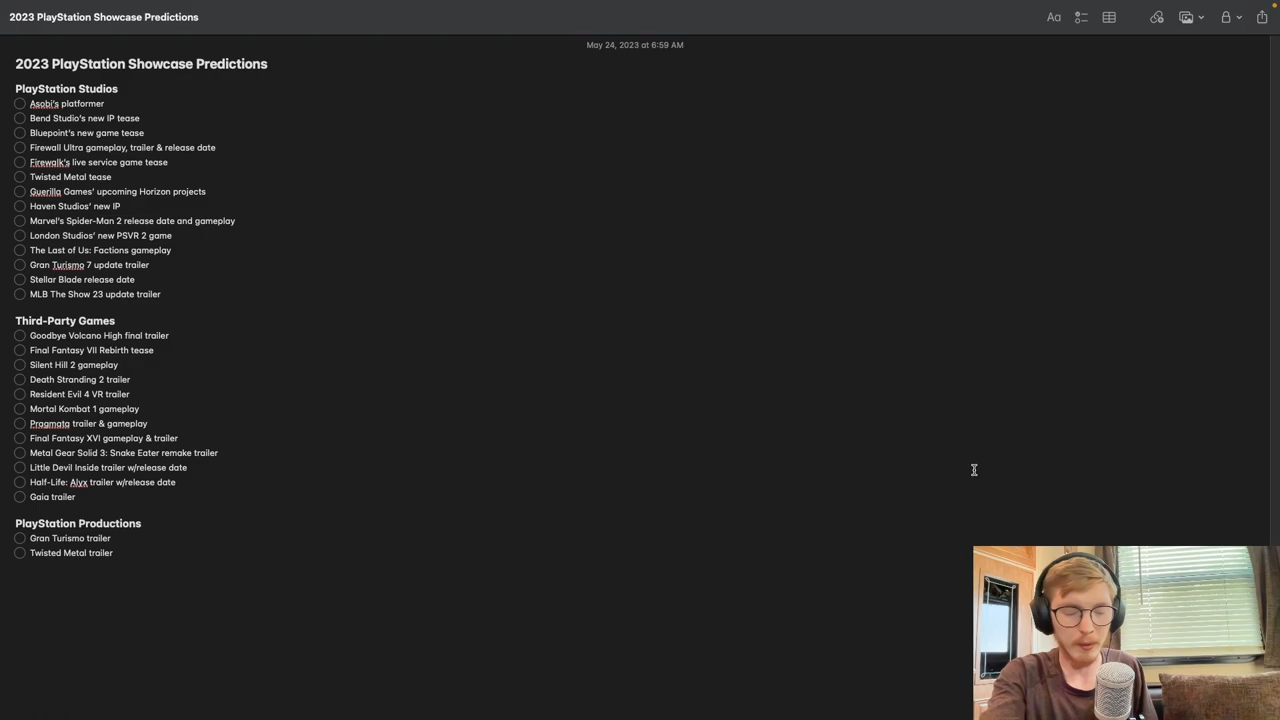 2023 PlayStation Showcase Predictions
Aa
May 24, 2023 at 6:59 AM
2023 PlayStation Showcase Predictions
PlayStation Studios
Asobi's platformer
Bend Studio's new IP tease
Bluepoint's new game tease
Firewall Ultra gameplay, trailer & release date
Firewalk's live service game tease
Twisted Metal tease
Guerilla Games' upcoming Horizon projects
Haven Studios' new IP
Marvel's Spider-Man 2 release date and gameplay
London Studios' new PSVR 2 game
The Last of Us: Factions gameplay
Gran Turismo 7 update trailer
Stellar Blade release date
MLB The Show 23 update trailer
Third-Party Games
Goodbye Volcano High final trailer
Final Fantasy VII Rebirth tease
Silent Hill 2 gameplay
Death Stranding 2 trailer
Resident Evil 4 VR trailer
Mortal Kombat 1 gameplay
Pragmata trailer & gameplay
Final Fantasy XVI gameplay & trailer
Metal Gear Solid 3: Snake Eater remake trailer
Little Devil Inside trailer w/release date
Half-Life: Alyx trailer w/release date
Gaia trailer
PlayStation Productions
Gran Turismo trailer
Twisted Metal trailer